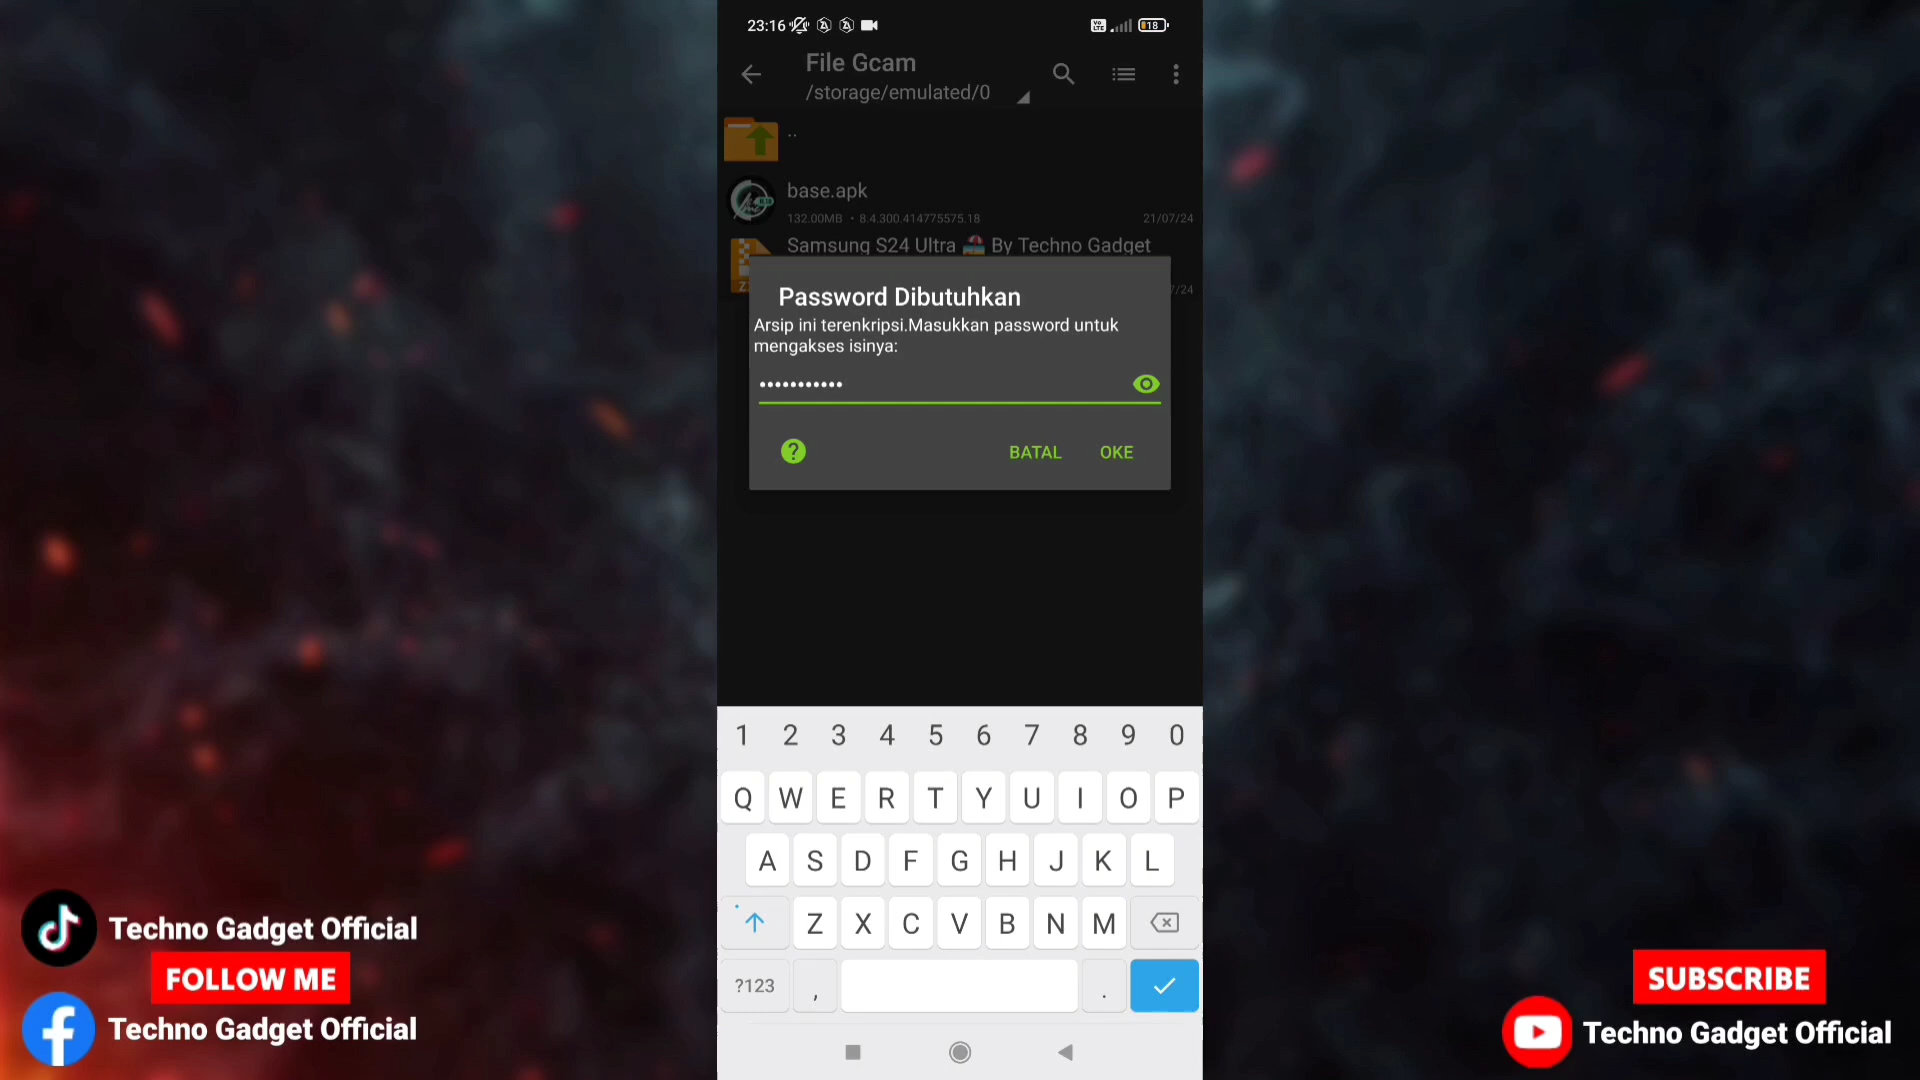 23:16
Vo LTE
18
File Gcam
/storage/emulated/0
..
base.apk
132.00MB • 8.4.300.414775575.18
21/07/24
Samsung S24 Ultra 🏖 By Techno Gadget
/24
Password Dibutuhkan
Arsip ini terenkripsi.Masukkan password untuk
mengakses isinya:
•••••••••••
?
BATAL OKE
1 2 3 4 5 6 7 8 9 0
Q W E R T Y U I O P
A S D F G H J K L
Z X C V B N M
?123 , .
Techno Gadget Official
FOLLOW ME
Techno Gadget Official
SUBSCRIBE
Techno Gadget Official